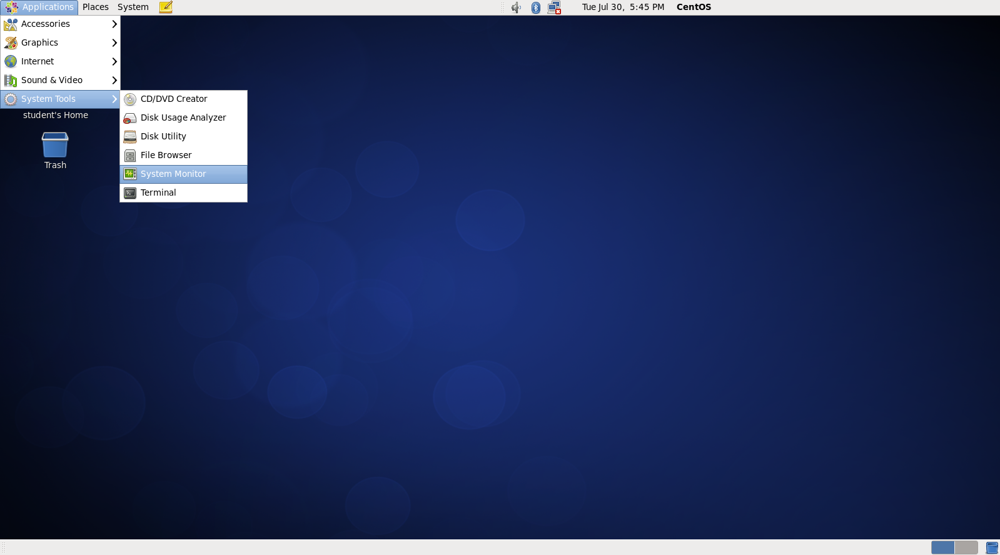 Applications Places System Tue Jul 30, 5:45 PM CentOS
Accessories
Graphics
Internet
Sound & Video
System Tools
CD/DVD Creator
Disk Usage Analyzer
Disk Utility
File Browser
System Monitor
Terminal
student's Home
Trash